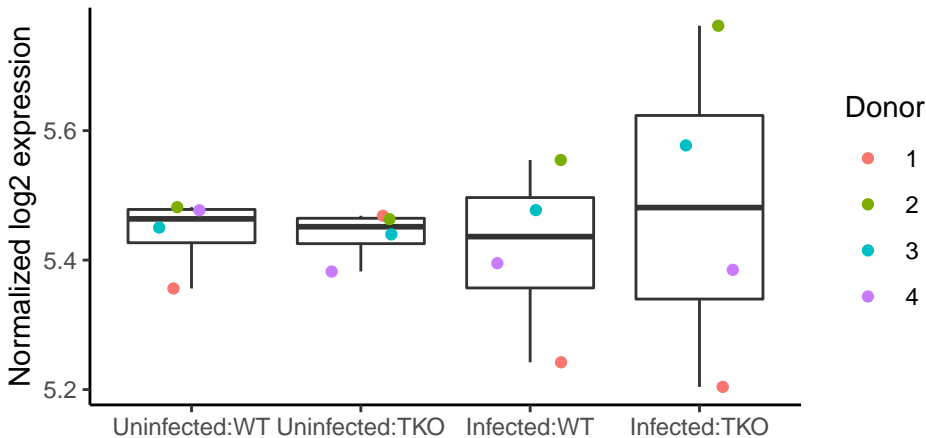 Normalized log2 expression
5.6
5.4
5.2
Uninfected:WT
Uninfected:TKO
Infected:WT
Infected:TKO
Donor
1
2
3
4